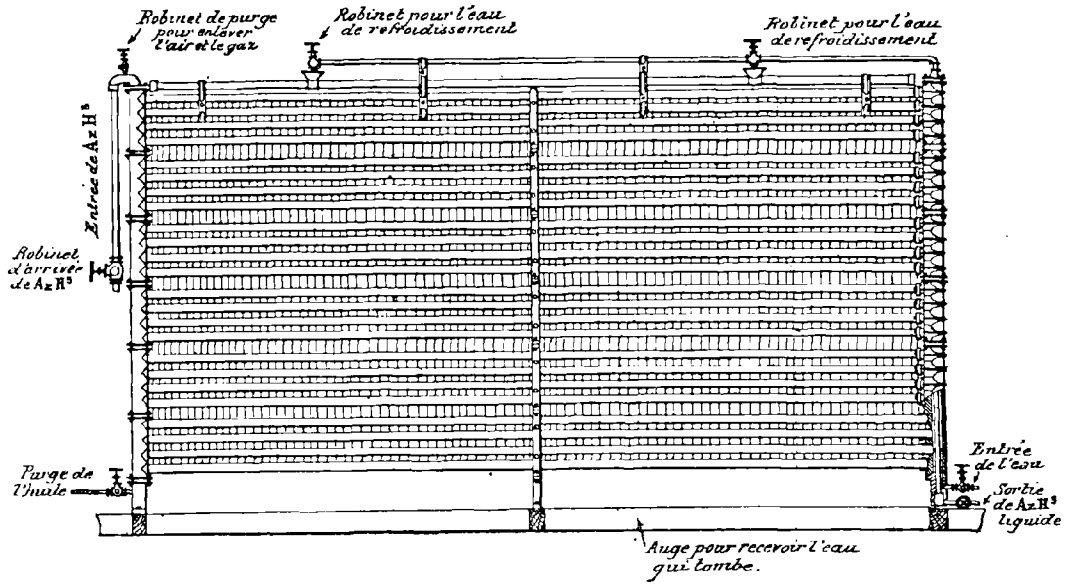 Robinet de purge
pour enlever
l'air et le gaz
Robinet pour l'eau
de refroidissement
Robinet pour l'eau
de refroidissement
Entrée de AzH³
Robinet
d'arrivée
de AzH³
Purge de
l'huile
Entrée
de l'eau
Sortie
de AzH³
liquide
Auge pour recevoir l'eau
qui tombe.